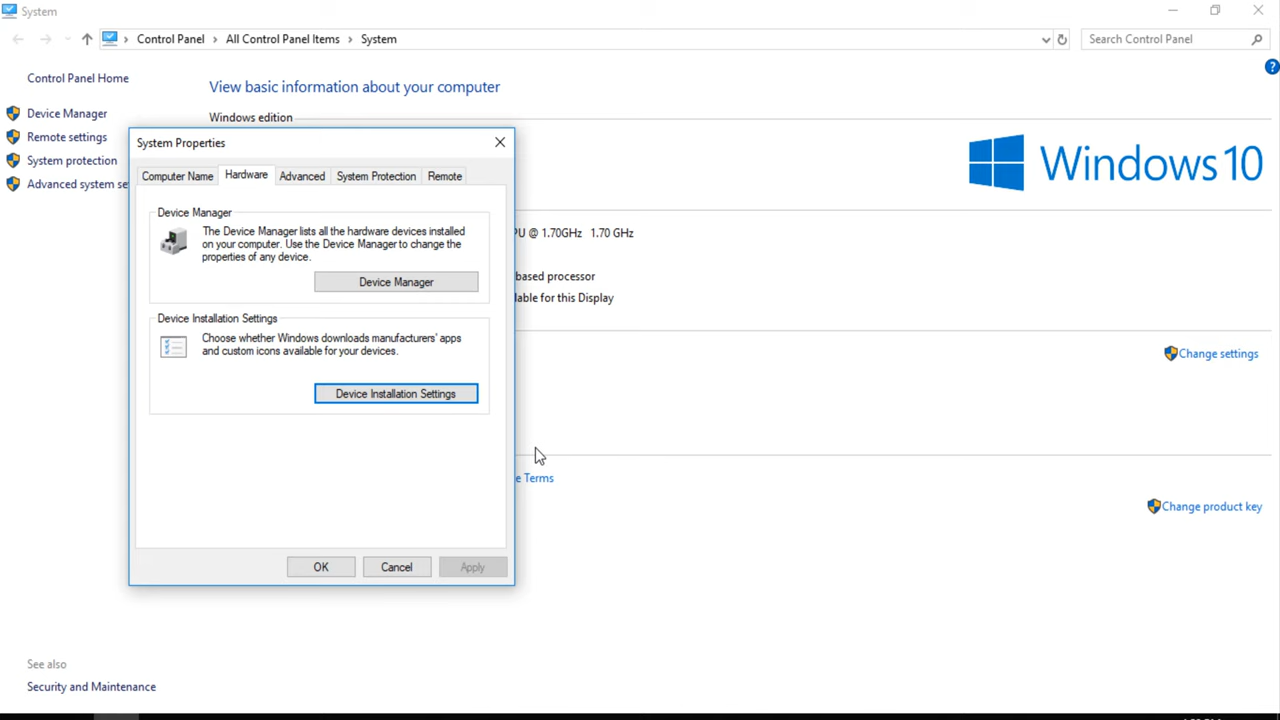 System
Control Panel > All Control Panel Items > System
Search Control Panel
Control Panel Home
Device Manager
Remote settings
System protection
Advanced system se
View basic information about your computer
Windows edition
Windows 10
System Properties
Computer Name
Hardware
Advanced
System Protection
Remote
Device Manager
The Device Manager lists all the hardware devices installed
on your computer. Use the Device Manager to change the
properties of any device.
Device Manager
Device Installation Settings
Choose whether Windows downloads manufacturers' apps
and custom icons available for your devices.
Device Installation Settings
OK
Cancel
Apply
PU @ 1.70GHz 1.70 GHz
based processor
lable for this Display
Change settings
e Terms
Change product key
See also
Security and Maintenance